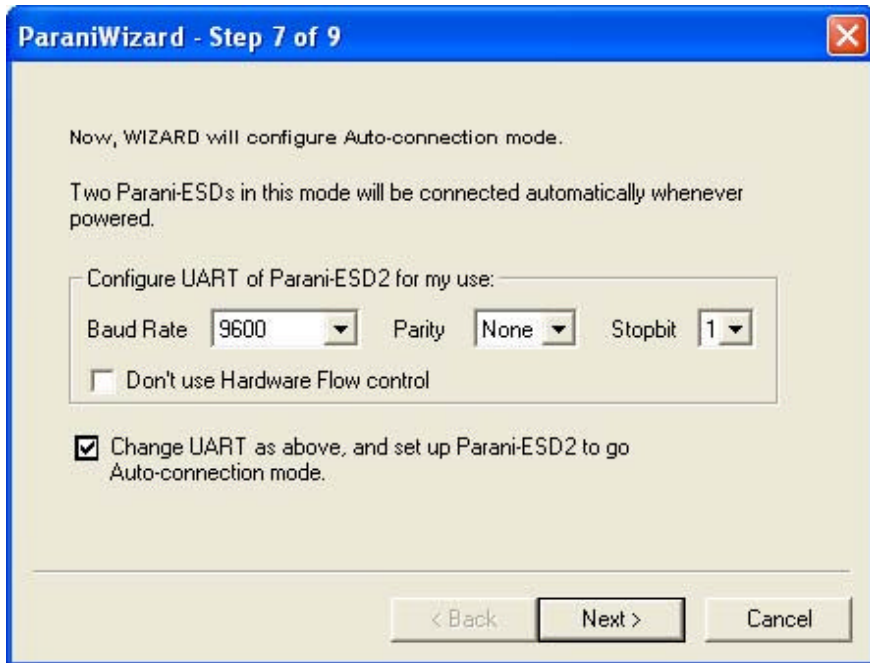 ParaniWizard - Step 7 of 9
Now, WIZARD will configure Auto-connection mode.
Two Parani-ESDs in this mode will be connected automatically whenever
powered.
Configure UART of Parani-ESD2 for my use:
Baud Rate 9600 Parity None Stopbit 1
Don't use Hardware Flow control
Change UART as above, and set up Parani-ESD2 to go
Auto-connection mode.
< Back Next > Cancel